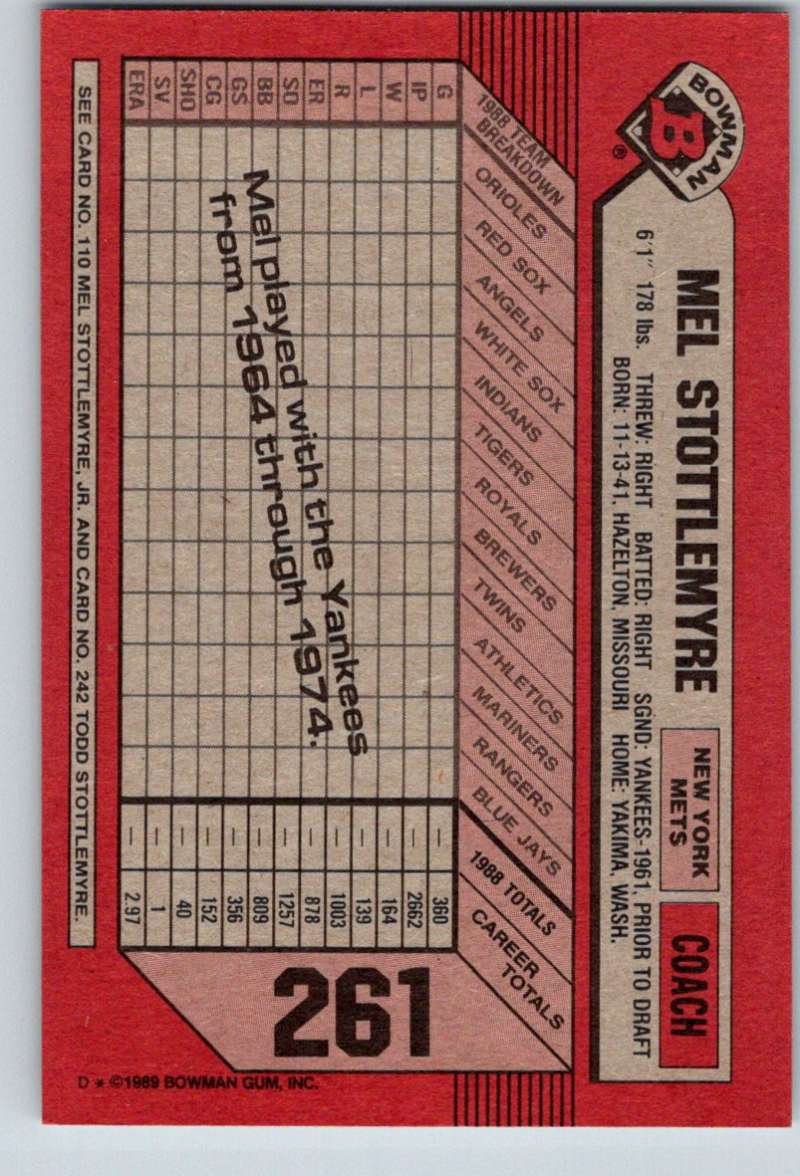 BOWMAN
B
®
MEL STOTTLEMYRE
NEW YORK
METS
COACH
6'1" 178 lbs. THREW: RIGHT BATTED: RIGHT SGND: YANKEES-1961, PRIOR TO DRAFT
BORN: 11-13-41, HAZELTON, MISSOURI HOME: YAKIMA, WASH.
1988 TEAM
BREAKDOWN
ORIOLES
RED SOX
ANGELS
WHITE SOX
INDIANS
TIGERS
ROYALS
BREWERS
TWINS
ATHLETICS
MARINERS
RANGERS
BLUE JAYS
1988 TOTALS
CAREER
TOTALS
G — 360
IP — 2662
W — 164
L — 139
R — 1003
ER — 878
SO — 1257
BB — 809
GS — 356
CG — 152
SHO — 40
SV — 1
ERA — 2.97
Mel played with the Yankees
from 1964 through 1974.
261
SEE CARD NO. 110 MEL STOTTLEMYRE, JR. AND CARD NO. 242 TODD STOTTLEMYRE.
D * ©1989 BOWMAN GUM, INC.